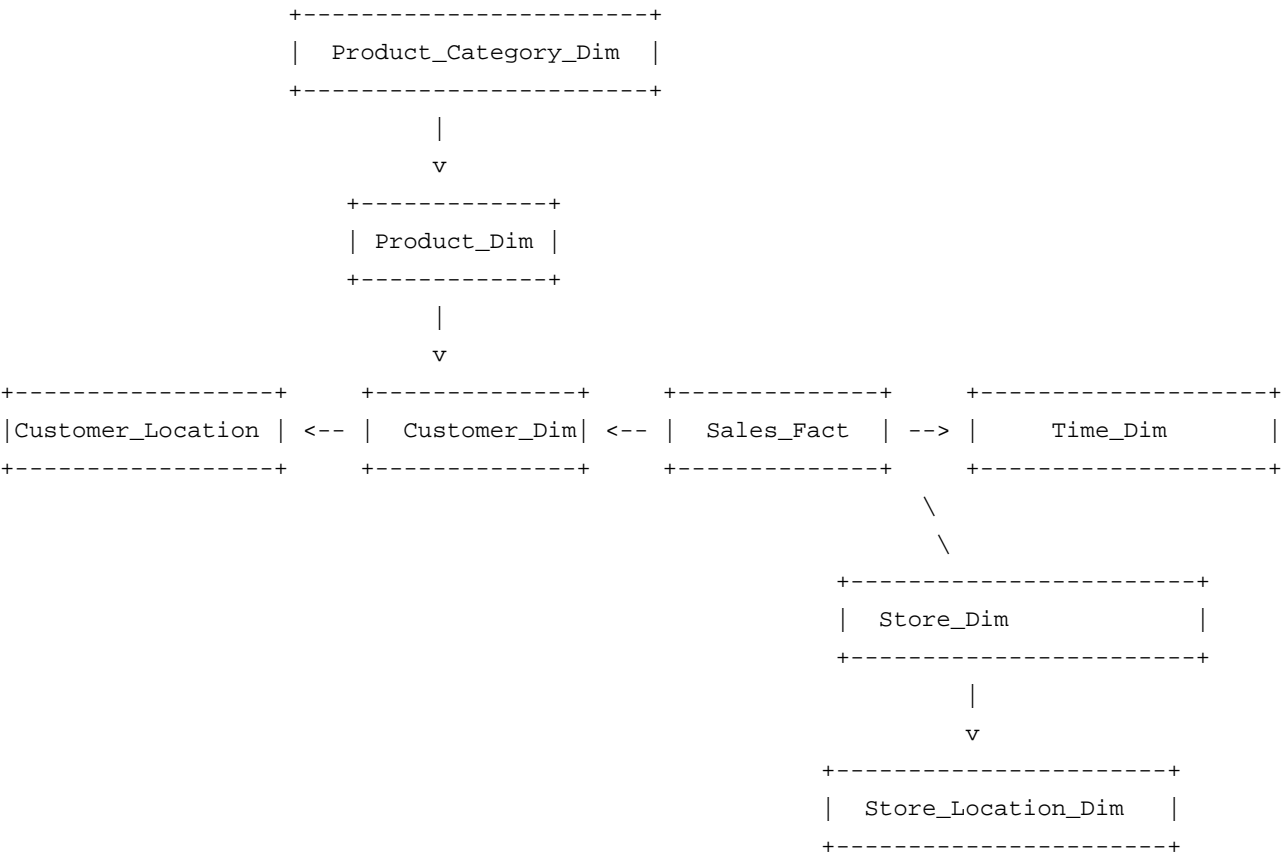 +------------------------+
|  Product_Category_Dim  |
+------------------------+
|
v
+-------------+
| Product_Dim |
+-------------+
|
v
+------------------+     +--------------+     +--------------+     +--------------------+
|Customer_Location | <-- |  Customer_Dim| <-- |  Sales_Fact  | --> |     Time_Dim       |
+------------------+     +--------------+     +--------------+     +--------------------+
\
\
+------------------------+
|  Store_Dim             |
+------------------------+
|
v
+-----------------------+
|  Store_Location_Dim   |
+-----------------------+